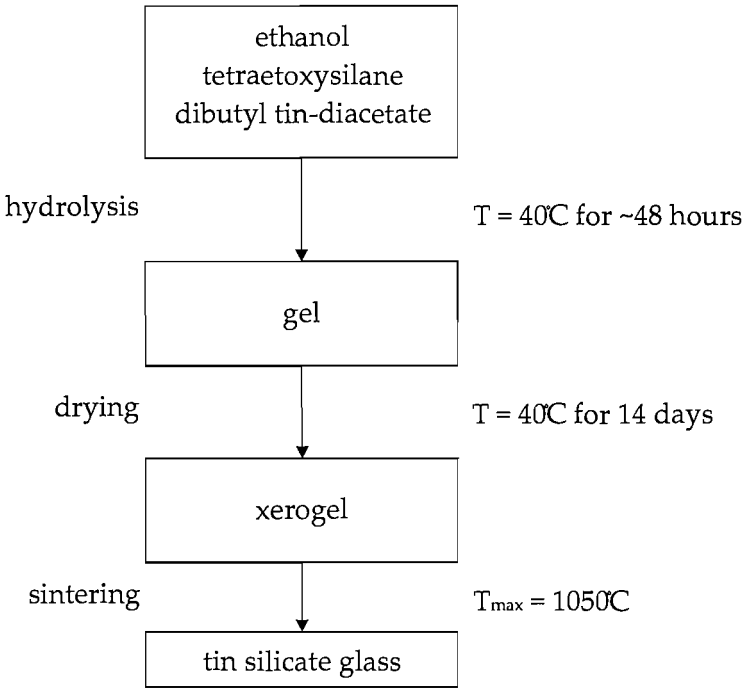 ethanol
tetraetoxysilane
dibutyl tin-diacetate
hydrolysis
T = 40°C for ~48 hours
gel
drying
T = 40°C for 14 days
xerogel
sintering
Tmax = 1050°C
tin silicate glass